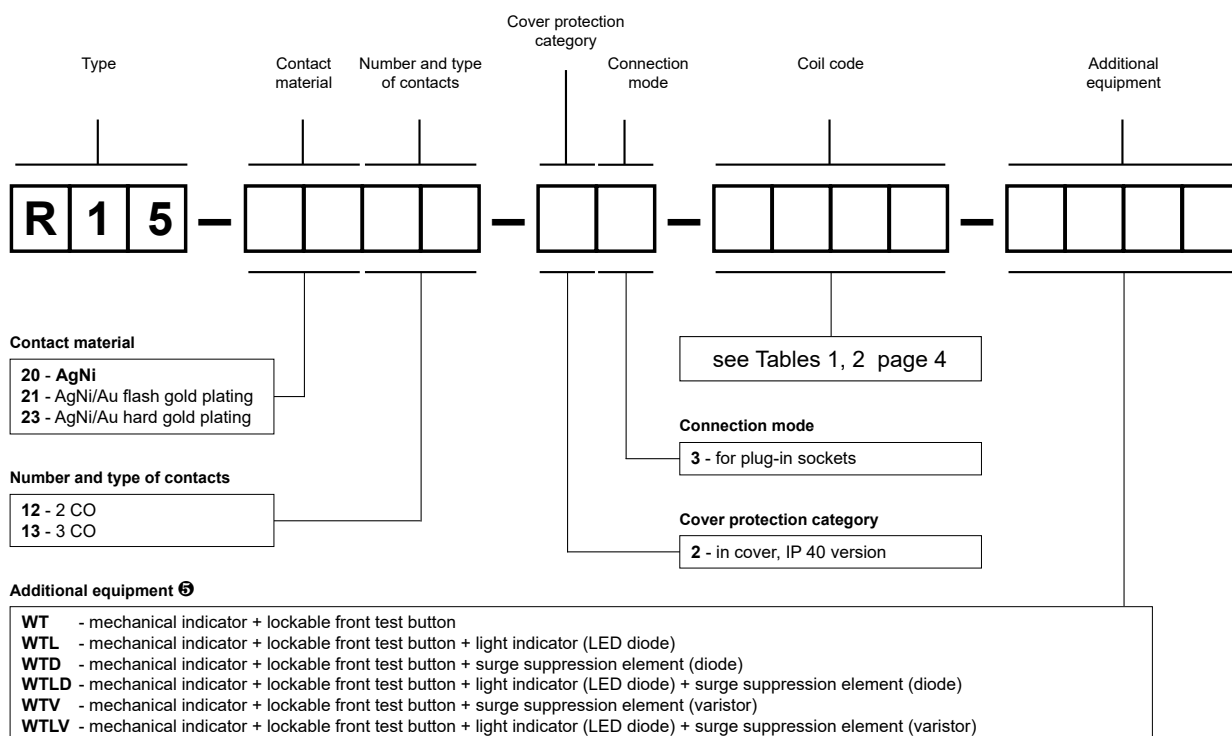 Cover protection
category
Type
Contact
material
Number and type
of contacts
Connection
mode
Coil code
Additional
equipment
R 1 5 – – – –
Contact material
20 - AgNi
21 - AgNi/Au flash gold plating
23 - AgNi/Au hard gold plating
see Tables 1, 2 page 4
Connection mode
3 - for plug-in sockets
Number and type of contacts
12 - 2 CO
13 - 3 CO
Cover protection category
2 - in cover, IP 40 version
Additional equipment ❺
WT - mechanical indicator + lockable front test button
WTL - mechanical indicator + lockable front test button + light indicator (LED diode)
WTD - mechanical indicator + lockable front test button + surge suppression element (diode)
WTLD - mechanical indicator + lockable front test button + light indicator (LED diode) + surge suppression element (diode)
WTV - mechanical indicator + lockable front test button + surge suppression element (varistor)
WTLV - mechanical indicator + lockable front test button + light indicator (LED diode) + surge suppression element (varistor)